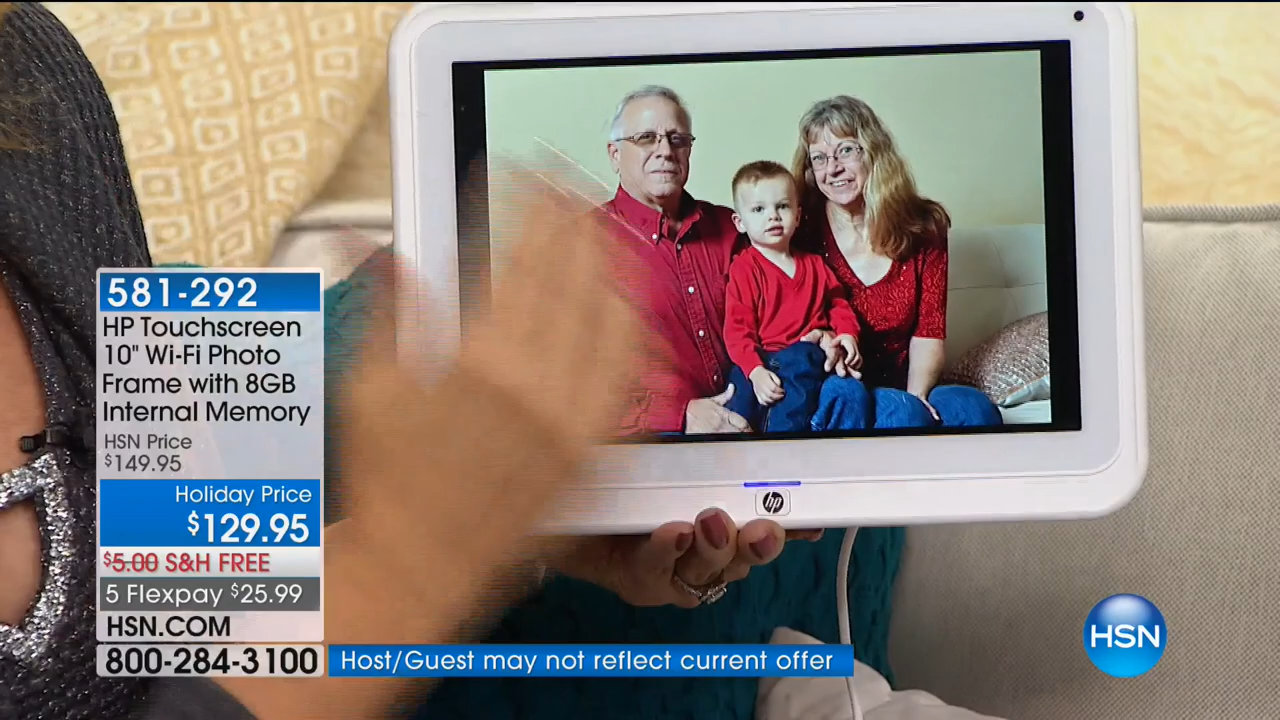 581-292
HP Touchscreen
10" Wi-Fi Photo
Frame with 8GB
Internal Memory
HSN Price
$149.95
Holiday Price
$129.95
$5.00 S&H FREE
5 Flexpay $25.99
HSN.COM
800-284-3100
Host/Guest may not reflect current offer
hp
HSN